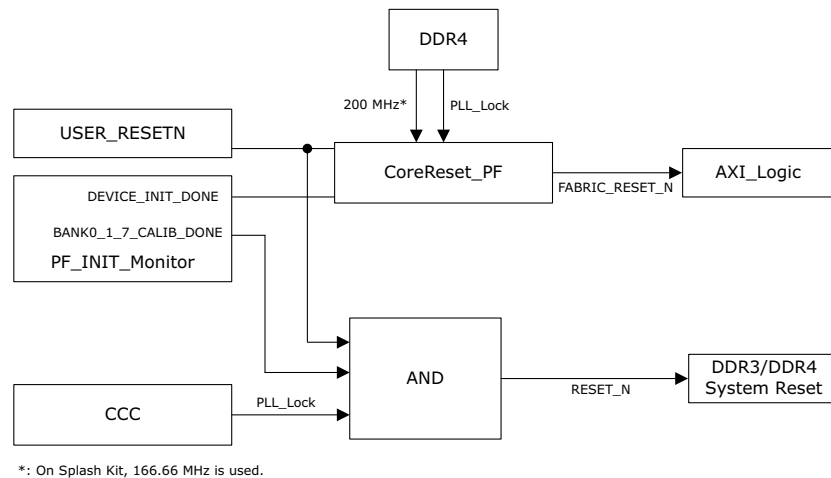 DDR4
200 MHz*
PLL_Lock
USER_RESETN
CoreReset_PF
AXI_Logic
FABRIC_RESET_N
DEVICE_INIT_DONE
BANK0_1_7_CALIB_DONE
PF_INIT_Monitor
AND
DDR3/DDR4
System Reset
RESET_N
PLL_Lock
CCC
*: On Splash Kit, 166.66 MHz is used.